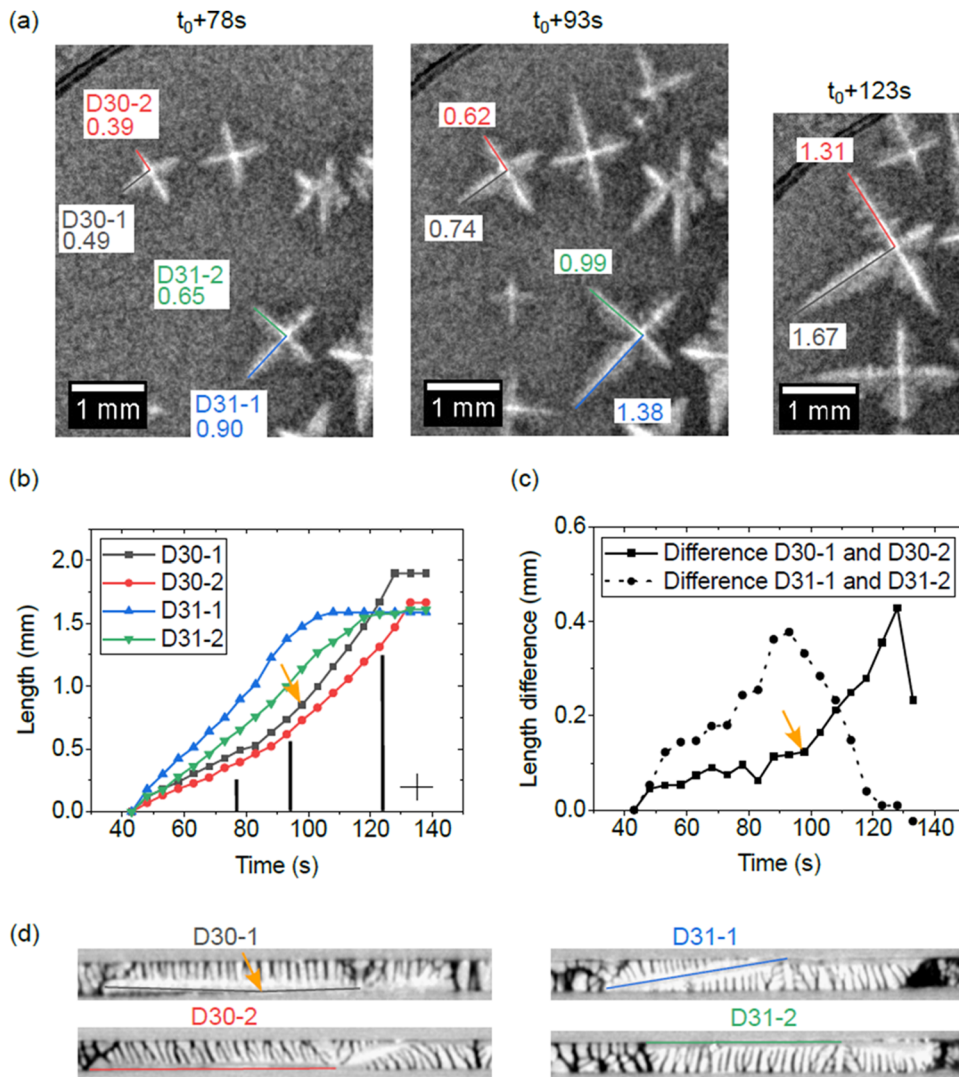 (a)
t₀+78s
t₀+93s
t₀+123s
D30-2
0.39
D30-1
0.49
D31-2
0.65
D31-1
0.90
1 mm
0.62
0.74
0.99
1.38
1 mm
1.31
1.67
1 mm
(b)
Length (mm)
2.0
1.5
1.0
0.5
0.0
D30-1
D30-2
D31-1
D31-2
40 60 80 100 120 140
Time (s)
(c)
Length difference (mm)
0.6
0.4
0.2
0.0
Difference D30-1 and D30-2
Difference D31-1 and D31-2
40 60 80 100 120 140
Time (s)
(d)
D30-1
D30-2
D31-1
D31-2